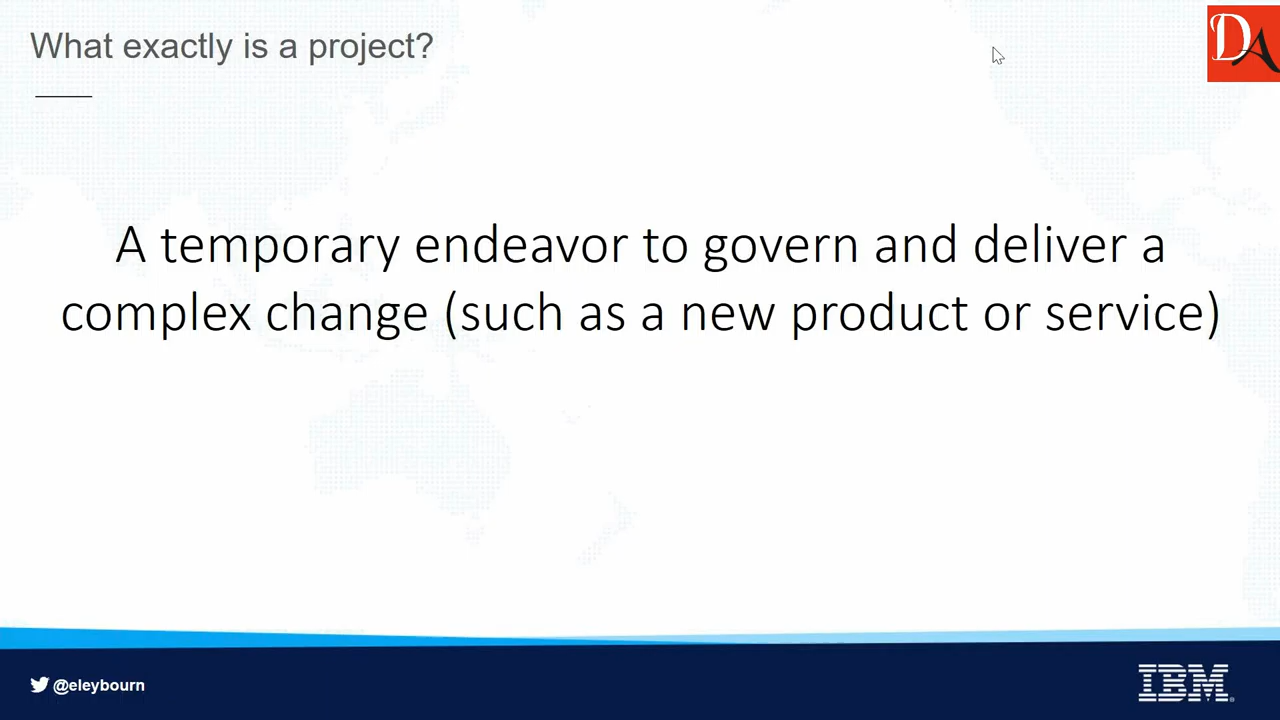 What exactly is a project?
DA
A temporary endeavor to govern and deliver a
complex change (such as a new product or service)
@eleybourn
IBM®